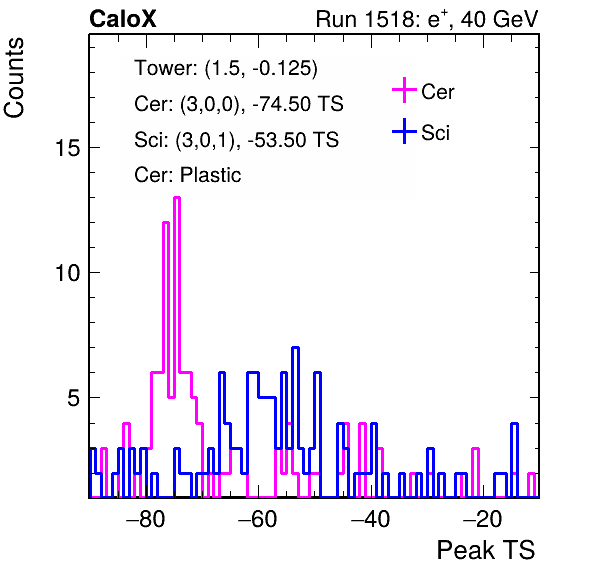 CaloX Run 1518: e+, 40 GeV
Counts
Tower: (1.5, -0.125)
Cer: (3,0,0), -74.50 TS
Sci: (3,0,1), -53.50 TS
Cer: Plastic
Cer
Sci
15
10
5
−80 −60 −40 −20
Peak TS